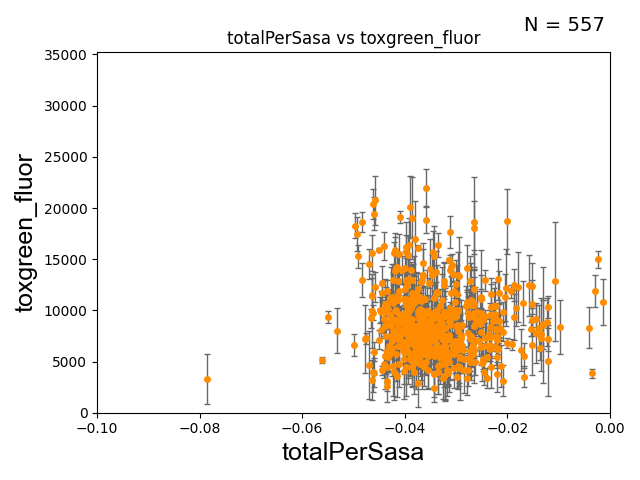 N = 557
totalPerSasa vs toxgreen_fluor
35000
30000
25000
20000
15000
10000
5000
0
toxgreen_fluor
−0.10 −0.08 −0.06 −0.04 −0.02 0.00
totalPerSasa